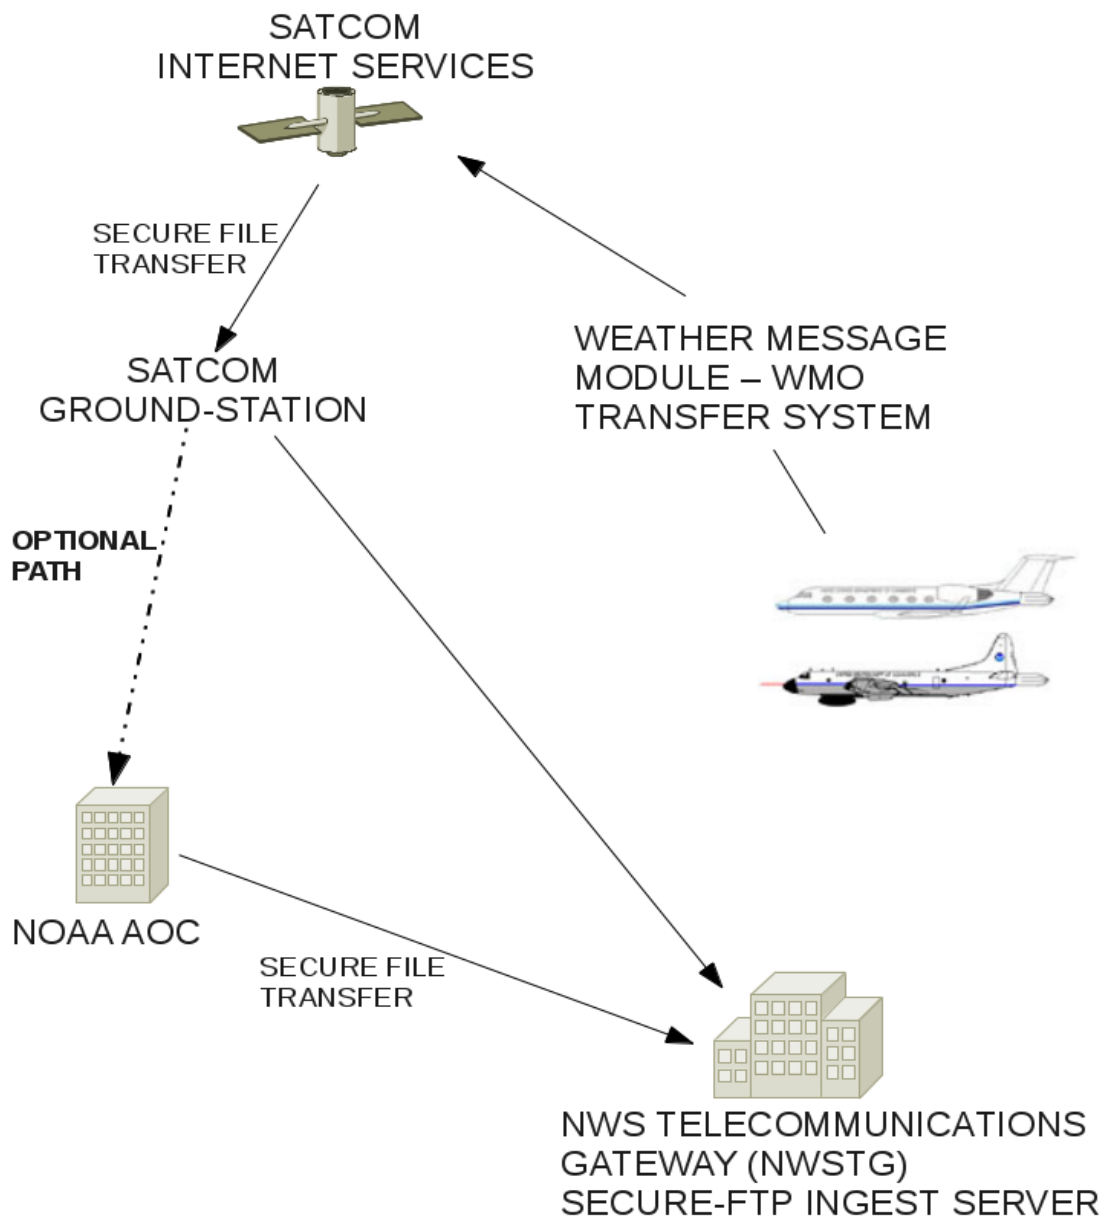 SATCOM
INTERNET SERVICES
SECURE FILE
TRANSFER
SATCOM
GROUND-STATION
WEATHER MESSAGE
MODULE – WMO
TRANSFER SYSTEM
OPTIONAL
PATH
NOAA AOC
SECURE FILE
TRANSFER
NWS TELECOMMUNICATIONS
GATEWAY (NWSTG)
SECURE-FTP INGEST SERVER